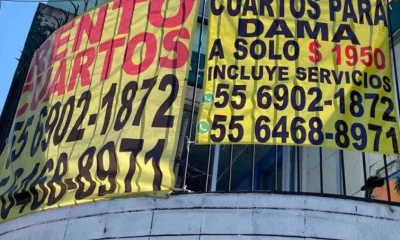 RENTO
CUARTOS
55 6902-1872
6468-8971
CUARTOS PARA
DAMA
A SOLO $ 1950
INCLUYE SERVICIOS
55 6902-1872
55 6468-8971